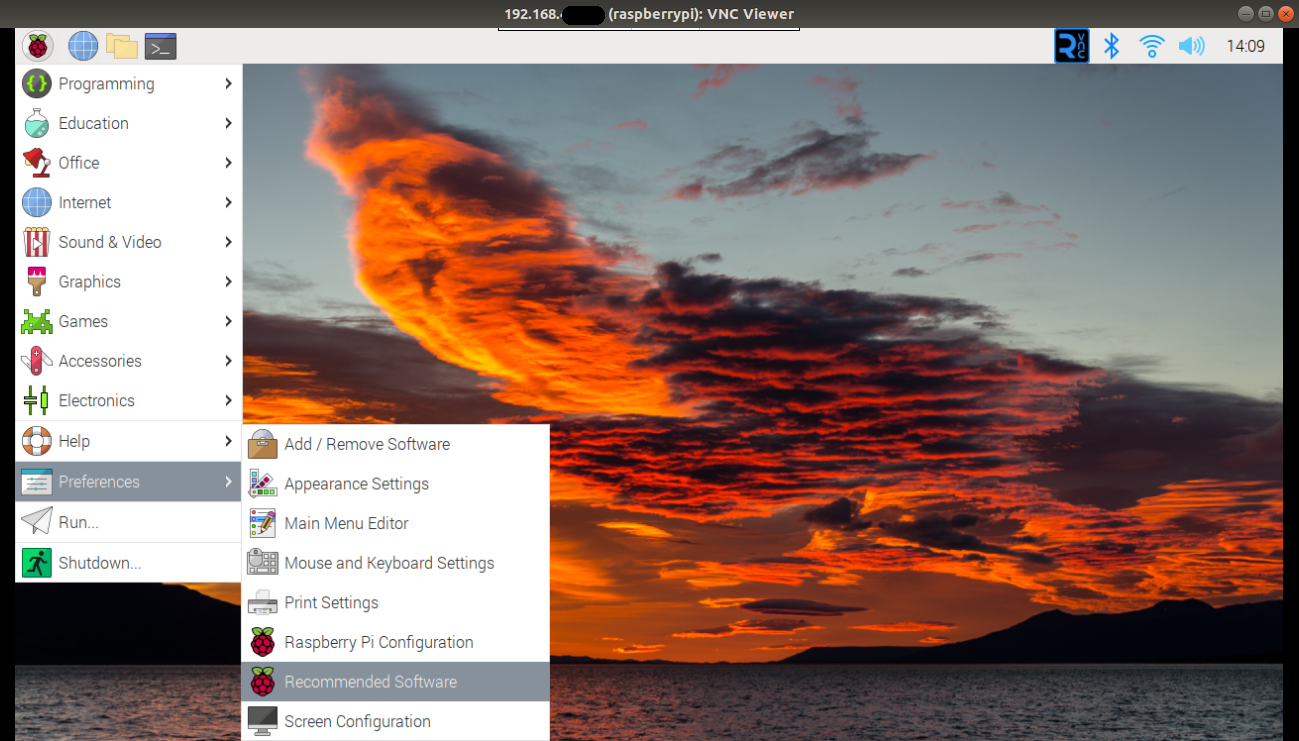 192.168. (raspberrypi): VNC Viewer
>_
VNC
14:09
Programming
Education
Office
Internet
Sound & Video
Graphics
Games
Accessories
Electronics
Help
Preferences
Run...
Shutdown...
Add / Remove Software
Appearance Settings
Main Menu Editor
Mouse and Keyboard Settings
Print Settings
Raspberry Pi Configuration
Recommended Software
Screen Configuration